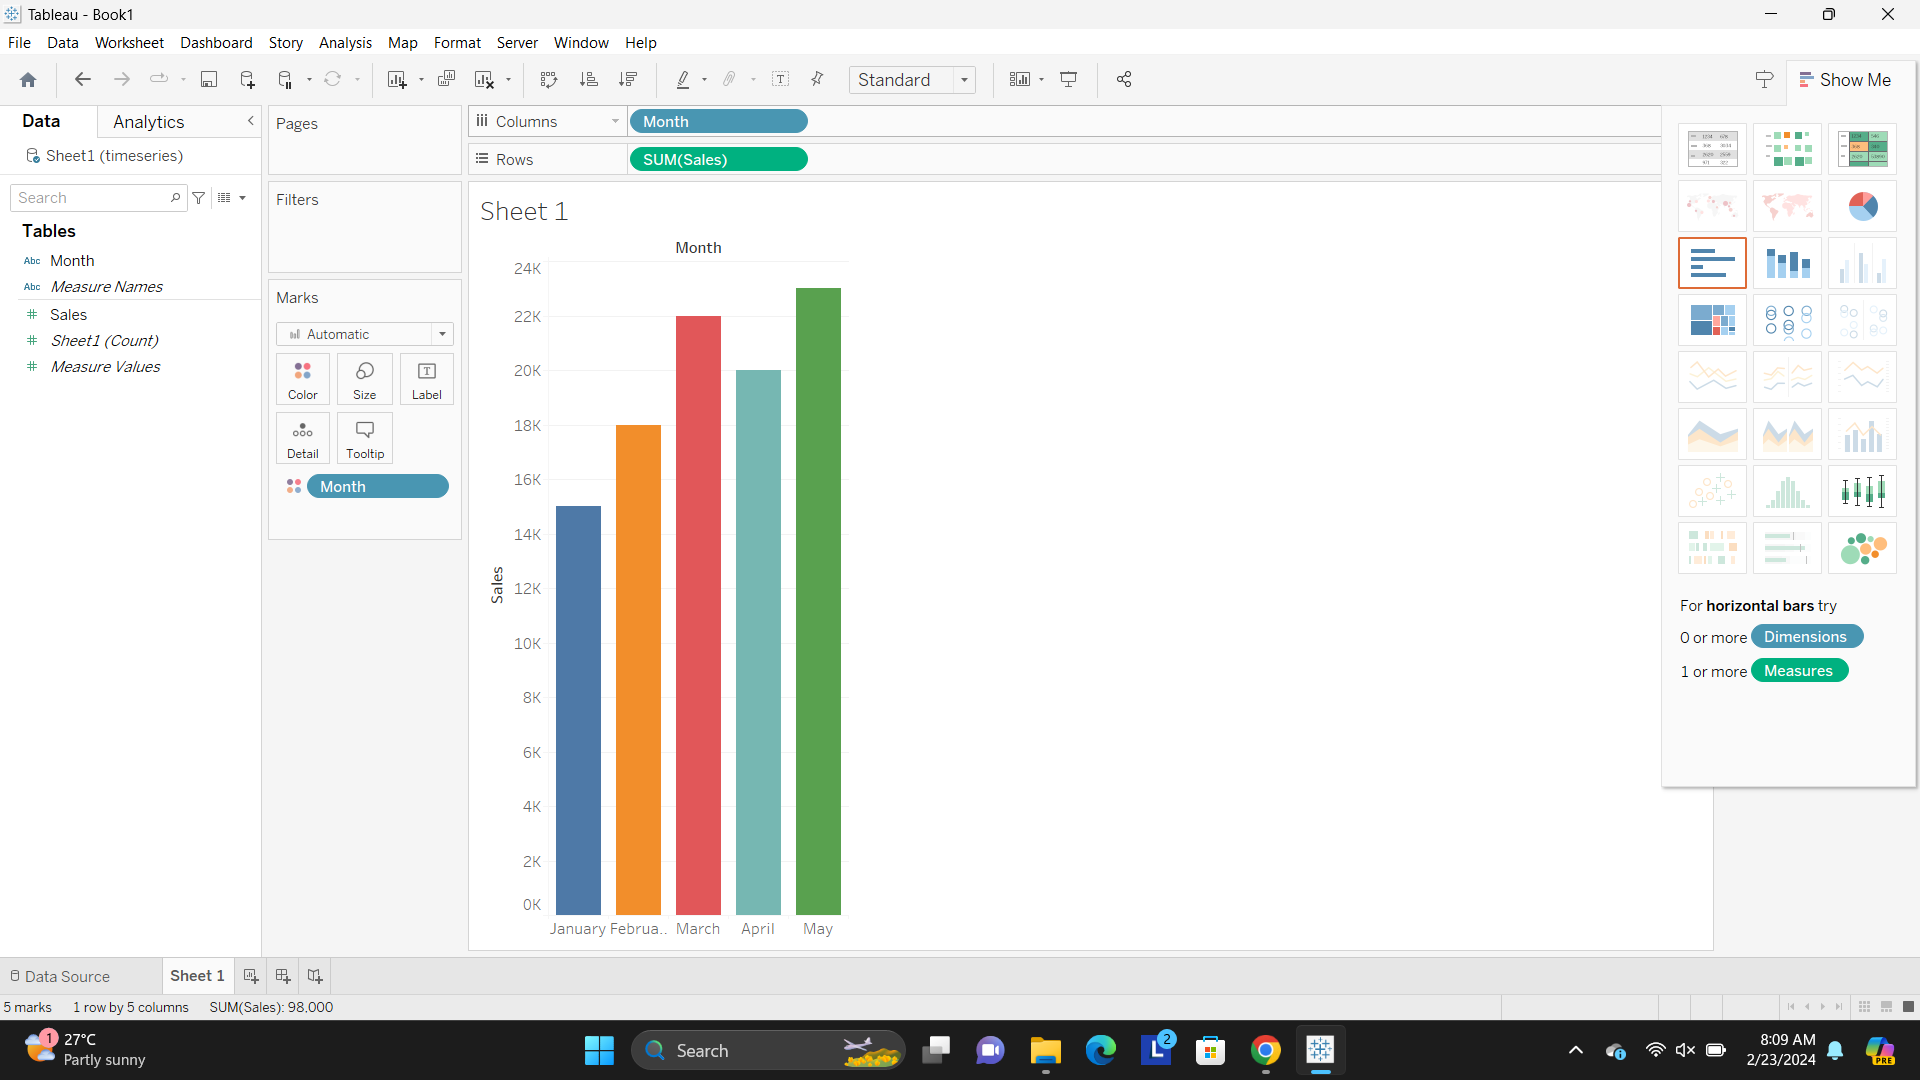 Tableau - Book1
File Data Worksheet Dashboard Story Analysis Map Format Server Window Help
Standard
Show Me
Data Analytics
Sheet1 (timeseries)
Search
Tables
Abc Month
Abc Measure Names
Sales
Sheet1 (Count)
Measure Values
Pages
Filters
Marks
Automatic
Color Size Label
Detail Tooltip
Month
Columns Month
Rows SUM(Sales)
Sheet 1
Month
24K
22K
20K
18K
16K
14K
12K
10K
8K
6K
4K
2K
0K
Sales
January Februa.. March April May
For horizontal bars try
0 or more Dimensions
1 or more Measures
Data Source Sheet 1
5 marks 1 row by 5 columns SUM(Sales): 98,000
1
27°C
Partly sunny
Search
2
8:09 AM
2/23/2024
PRE